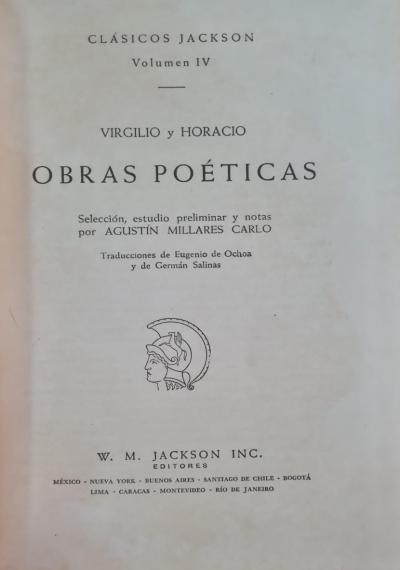 CLÁSICOS JACKSON
Volumen IV
VIRGILIO y HORACIO
OBRAS POÉTICAS
Selección, estudio preliminar y notas
por AGUSTÍN MILLARES CARLO
Traducciones de Eugenio de Ochoa
y de Germán Salinas
W. M. JACKSON INC.
EDITORES
MÉXICO - NUEVA YORK - BUENOS AIRES - SANTIAGO DE CHILE - BOGOTÁ
LIMA - CARACAS - MONTEVIDEO - RÍO DE JANEIRO